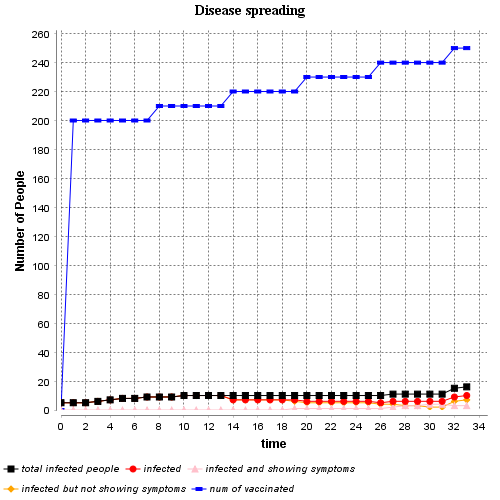 Disease spreading
Number of People
260
240
220
200
180
160
140
120
100
80
60
40
20
0
0 2 4 6 8 10 12 14 16 18 20 22 24 26 28 30 32 34
time
total infected people infected infected and showing symptoms
infected but not showing symptoms num of vaccinated